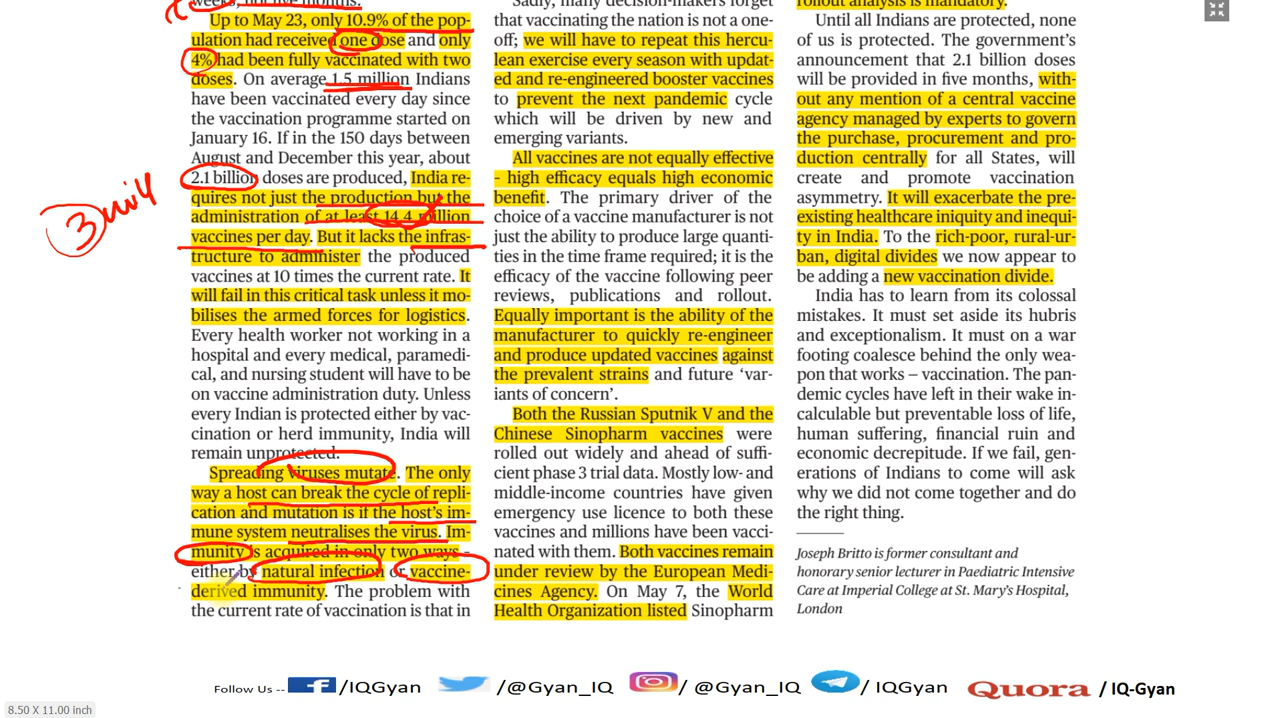 weeks, not five months.
Up to May 23, only 10.9% of the pop-
ulation had received one dose and only
4% had been fully vaccinated with two
doses. On average 1.5 million Indians
have been vaccinated every day since
the vaccination programme started on
January 16. If in the 150 days between
August and December this year, about
2.1 billion doses are produced, India re-
quires not just the production but the
administration of at least 14.4 million
vaccines per day. But it lacks the infras-
tructure to administer the produced
vaccines at 10 times the current rate. It
will fail in this critical task unless it mo-
bilises the armed forces for logistics.
Every health worker not working in a
hospital and every medical, paramedi-
cal, and nursing student will have to be
on vaccine administration duty. Unless
every Indian is protected either by vac-
cination or herd immunity, India will
remain unprotected.
Spreading viruses mutate. The only
way a host can break the cycle of repli-
cation and mutation is if the host's im-
mune system neutralises the virus. Im-
munity is acquired in only two ways -
either by natural infection or vaccine-
derived immunity. The problem with
the current rate of vaccination is that in
3
Sadly, many decision-makers forget
that vaccinating the nation is not a one-
off; we will have to repeat this hercu-
lean exercise every season with updat-
ed and re-engineered booster vaccines
to prevent the next pandemic cycle
which will be driven by new and
emerging variants.
All vaccines are not equally effective
- high efficacy equals high economic
benefit. The primary driver of the
choice of a vaccine manufacturer is not
just the ability to produce large quanti-
ties in the time frame required; it is the
efficacy of the vaccine following peer
reviews, publications and rollout.
Equally important is the ability of the
manufacturer to quickly re-engineer
and produce updated vaccines against
the prevalent strains and future ‘var-
iants of concern’.
Both the Russian Sputnik V and the
Chinese Sinopharm vaccines were
rolled out widely and ahead of suffi-
cient phase 3 trial data. Mostly low- and
middle-income countries have given
emergency use licence to both these
vaccines and millions have been vacci-
nated with them. Both vaccines remain
under review by the European Medi-
cines Agency. On May 7, the World
Health Organization listed Sinopharm
rollout analysis is mandatory.
Until all Indians are protected, none
of us is protected. The government's
announcement that 2.1 billion doses
will be provided in five months, with-
out any mention of a central vaccine
agency managed by experts to govern
the purchase, procurement and pro-
duction centrally for all States, will
create and promote vaccination
asymmetry. It will exacerbate the pre-
existing healthcare iniquity and inequi-
ty in India. To the rich-poor, rural-ur-
ban, digital divides we now appear to
be adding a new vaccination divide.
India has to learn from its colossal
mistakes. It must set aside its hubris
and exceptionalism. It must on a war
footing coalesce behind the only wea-
pon that works – vaccination. The pan-
demic cycles have left in their wake in-
calculable but preventable loss of life,
human suffering, financial ruin and
economic decrepitude. If we fail, gen-
erations of Indians to come will ask
why we did not come together and do
the right thing.
Joseph Britto is former consultant and
honorary senior lecturer in Paediatric Intensive
Care at Imperial College at St. Mary's Hospital,
London
Follow Us -- f /IQGyan /@Gyan_IQ / @Gyan_IQ / IQGyan Quora / IQ-Gyan
8.50 X 11.00 inch